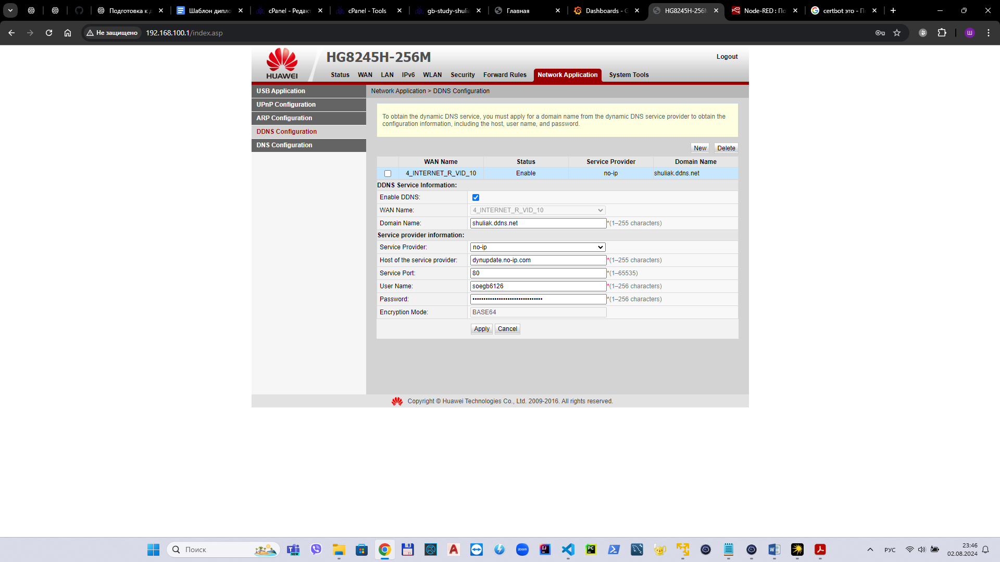 Подготовка к д
Шаблон дипло
cPanel - Редакт
cPanel - Tools
gb-study-shulia
Главная
Dashboards - G
HG8245H-256M
Node-RED : По
certbot это - По
Не защищено
192.168.100.1/index.asp
Ш
HUAWEI
HG8245H-256M
Logout
Status WAN LAN IPv6 WLAN Security Forward Rules Network Application System Tools
USB Application
UPnP Configuration
ARP Configuration
DDNS Configuration
DNS Configuration
Network Application > DDNS Configuration
To obtain the dynamic DNS service, you must apply for a domain name from the dynamic DNS service provider to obtain the
configuration information, including the host, user name, and password.
New Delete
WAN Name Status Service Provider Domain Name
4_INTERNET_R_VID_10 Enable no-ip shuliak.ddns.net
DDNS Service Information:
Enable DDNS:
WAN Name: 4_INTERNET_R_VID_10
Domain Name: shuliak.ddns.net *(1–255 characters)
Service provider information:
Service Provider: no-ip
Host of the service provider: dynupdate.no-ip.com *(1–255 characters)
Service Port: 80 *(1–65535)
User Name: soegb6126 *(1–256 characters)
Password: •••••••••••••••••••••••••••••••• *(1–256 characters)
Encryption Mode: BASE64
Apply Cancel
Copyright © Huawei Technologies Co., Ltd. 2009-2016. All rights reserved.
Поиск
NEW
zoom
IJ
PC
РУС
23:46
02.08.2024